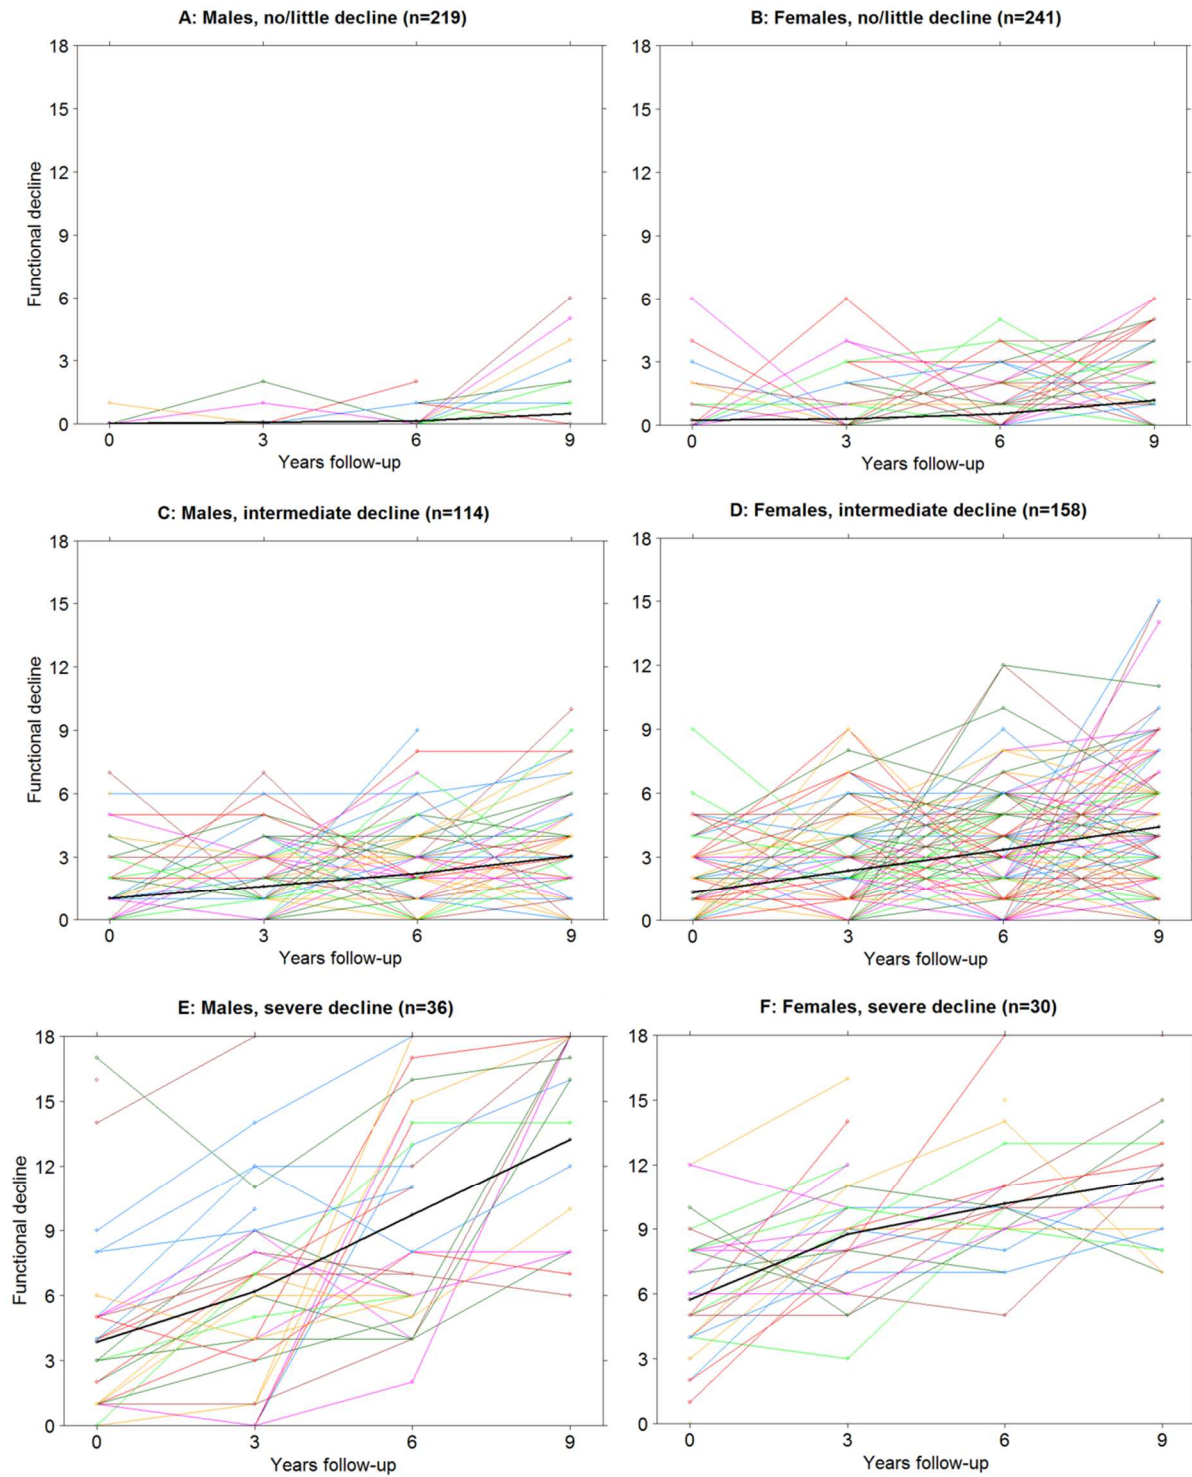 A: Males, no/little decline (n=219)
18
15
12
9
6
3
0
Functional decline
0 3 6 9
Years follow-up
B: Females, no/little decline (n=241)
18
15
12
9
6
3
0
0 3 6 9
Years follow-up
C: Males, intermediate decline (n=114)
18
15
12
9
6
3
0
Functional decline
0 3 6 9
Years follow-up
D: Females, intermediate decline (n=158)
18
15
12
9
6
3
0
0 3 6 9
Years follow-up
E: Males, severe decline (n=36)
18
15
12
9
6
3
0
Functional decline
0 3 6 9
Years follow-up
F: Females, severe decline (n=30)
18
15
12
9
6
3
0
0 3 6 9
Years follow-up